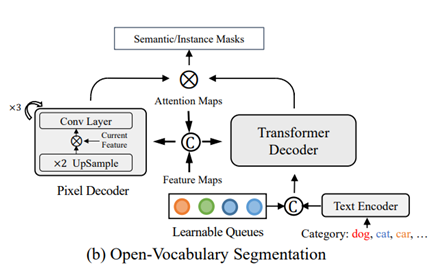 Semantic/Instance Masks
×3
Conv Layer
Current
Feature
×2 UpSample
Pixel Decoder
Attention Maps
C
Feature Maps
Transformer
Decoder
Learnable Queues
C
Text Encoder
Category: dog, cat, car, …
(b) Open-Vocabulary Segmentation